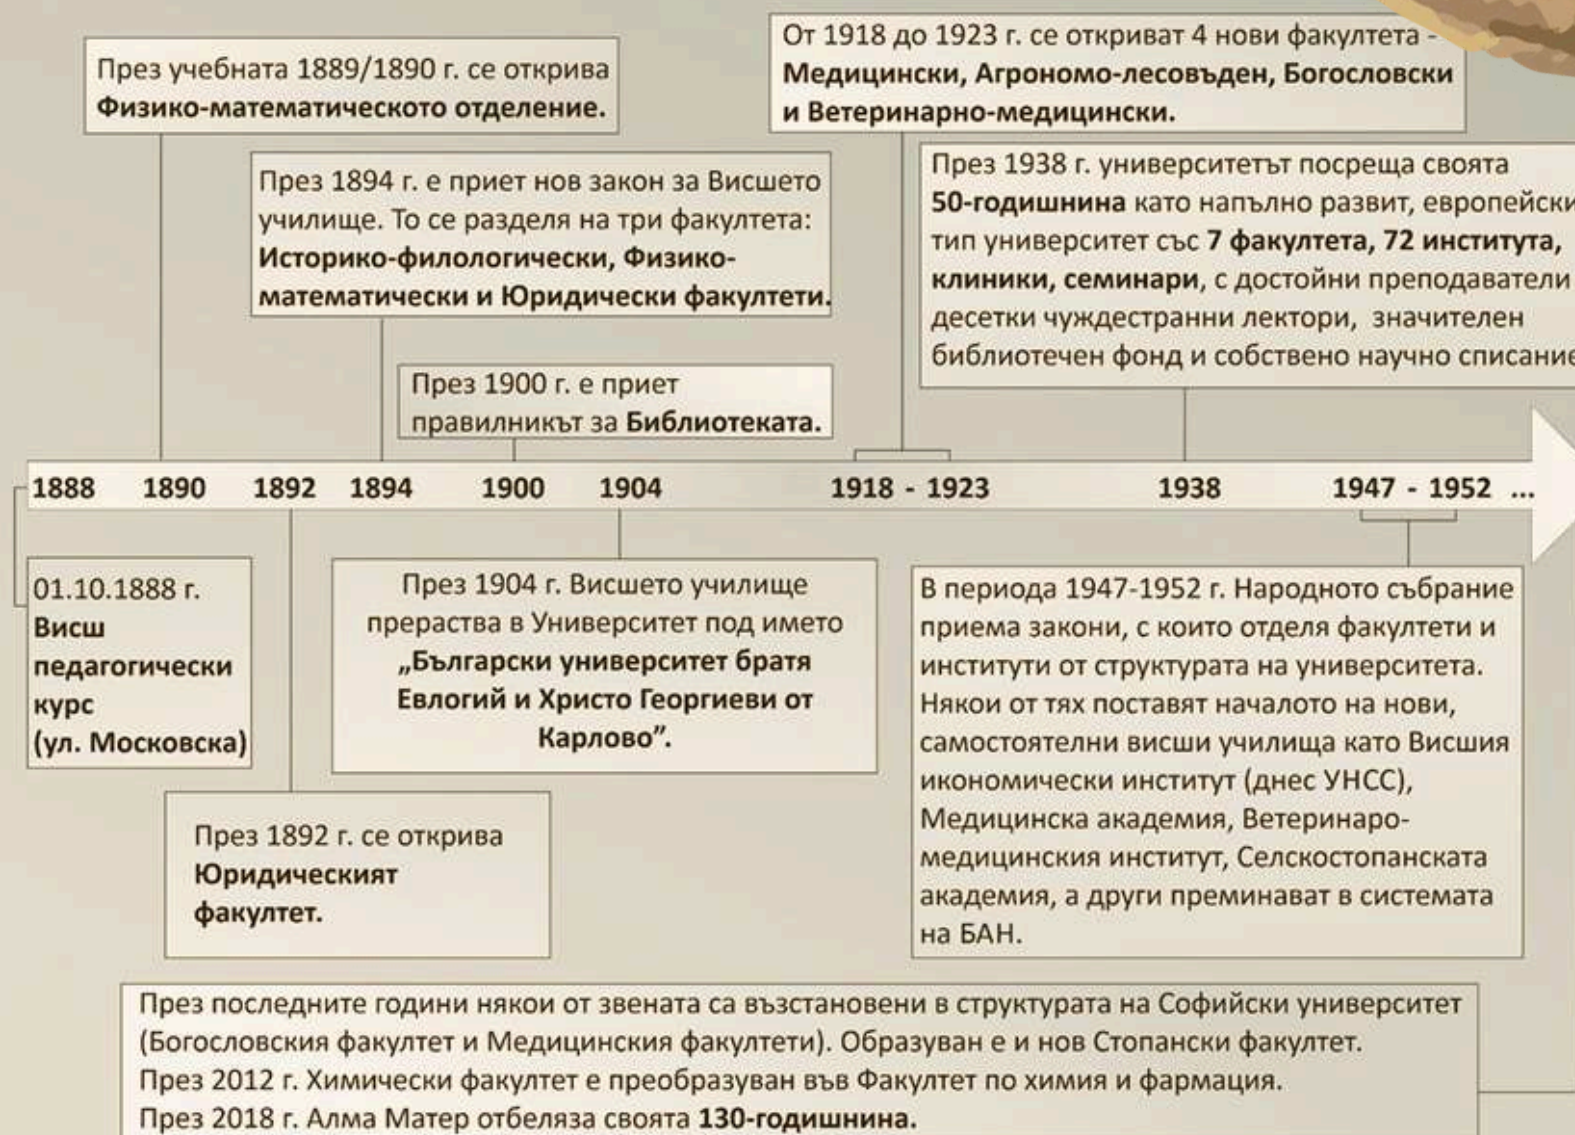 През учебната 1889/1890 г. се открива
Физико-математическото отделение.
От 1918 до 1923 г. се откриват 4 нови факултета -
Медицински, Агрономо-лесовъден, Богословски
и Ветеринарно-медицински.
През 1894 г. е приет нов закон за Висшето
училище. То се разделя на три факултета:
Историко-филологически, Физико-
математически и Юридически факултети.
През 1938 г. университетът посреща своята
50-годишнина като напълно развит, европейски
тип университет със 7 факултета, 72 института,
клиники, семинари, с достойни преподаватели
десетки чуждестранни лектори, значителен
библиотечен фонд и собствено научно списание
През 1900 г. е приет
правилникът за Библиотеката.
1888 1890 1892 1894 1900 1904 1918 - 1923 1938 1947 - 1952 ...
01.10.1888 г.
Висш
педагогически
курс
(ул. Московска)
През 1904 г. Висшето училище
прераства в Университет под името
„Български университет братя
Евлогий и Христо Георгиеви от
Карлово”.
В периода 1947-1952 г. Народното събрание
приема закони, с които отделя факултети и
институти от структурата на университета.
Някои от тях поставят началото на нови,
самостоятелни висши училища като Висшия
икономически институт (днес УНСС),
Медицинска академия, Ветеринаро-
медицинския институт, Селскостопанската
академия, а други преминават в системата
на БАН.
През 1892 г. се открива
Юридическият
факултет.
През последните години някои от звената са възстановени в структурата на Софийски университет
(Богословския факултет и Медицинския факултети). Образуван е и нов Стопански факултет.
През 2012 г. Химически факултет е преобразуван във Факултет по химия и фармация.
През 2018 г. Алма Матер отбеляза своята 130-годишнина.